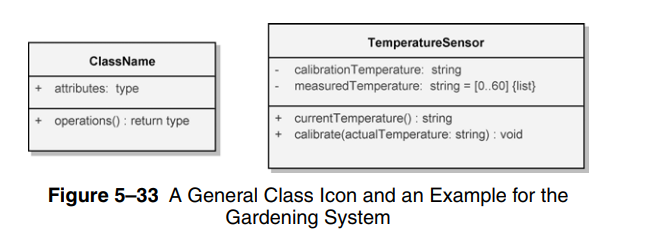 ClassName
+ attributes: type
+ operations() : return type
TemperatureSensor
- calibrationTemperature: string
- measuredTemperature: string = [0..60] {list}
+ currentTemperature() : string
+ calibrate(actualTemperature: string) : void
Figure 5–33 A General Class Icon and an Example for the
Gardening System